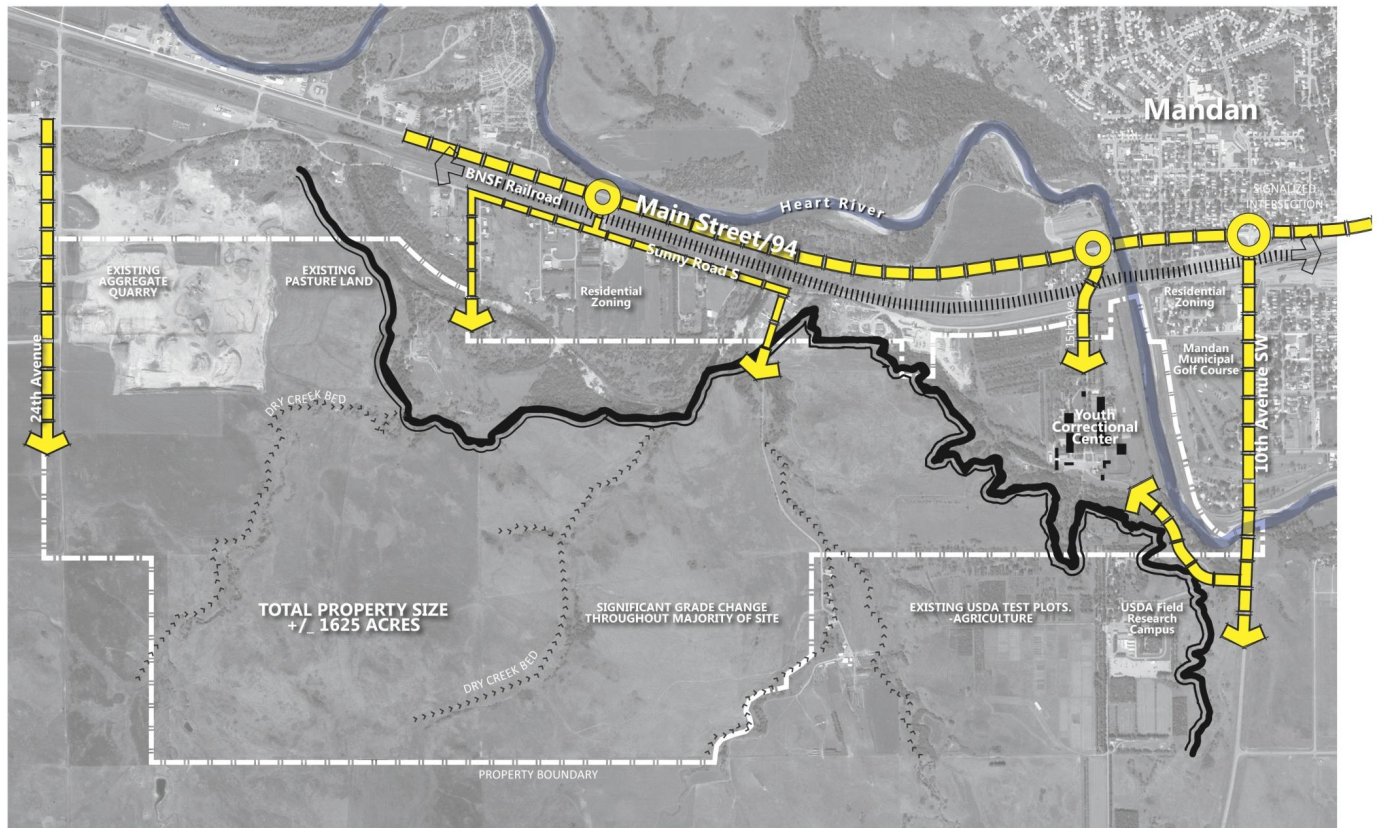 Mandan
SIGNALIZED
INTERSECTION
BNSF Railroad
Main Street/94
Heart River
Sunny Road S
EXISTING
AGGREGATE
QUARRY
EXISTING
PASTURE LAND
Residential
Zoning
Residential
Zoning
15th Ave
Mandan
Municipal
Golf Course
24th Avenue
10th Avenue SW
DRY CREEK BED
Youth
Correctional
Center
TOTAL PROPERTY SIZE
+/_ 1625 ACRES
SIGNIFICANT GRADE CHANGE
THROUGHOUT MAJORITY OF SITE
EXISTING USDA TEST PLOTS.
-AGRICULTURE
USDA Field
Research
Campus
DRY CREEK BED
PROPERTY BOUNDARY